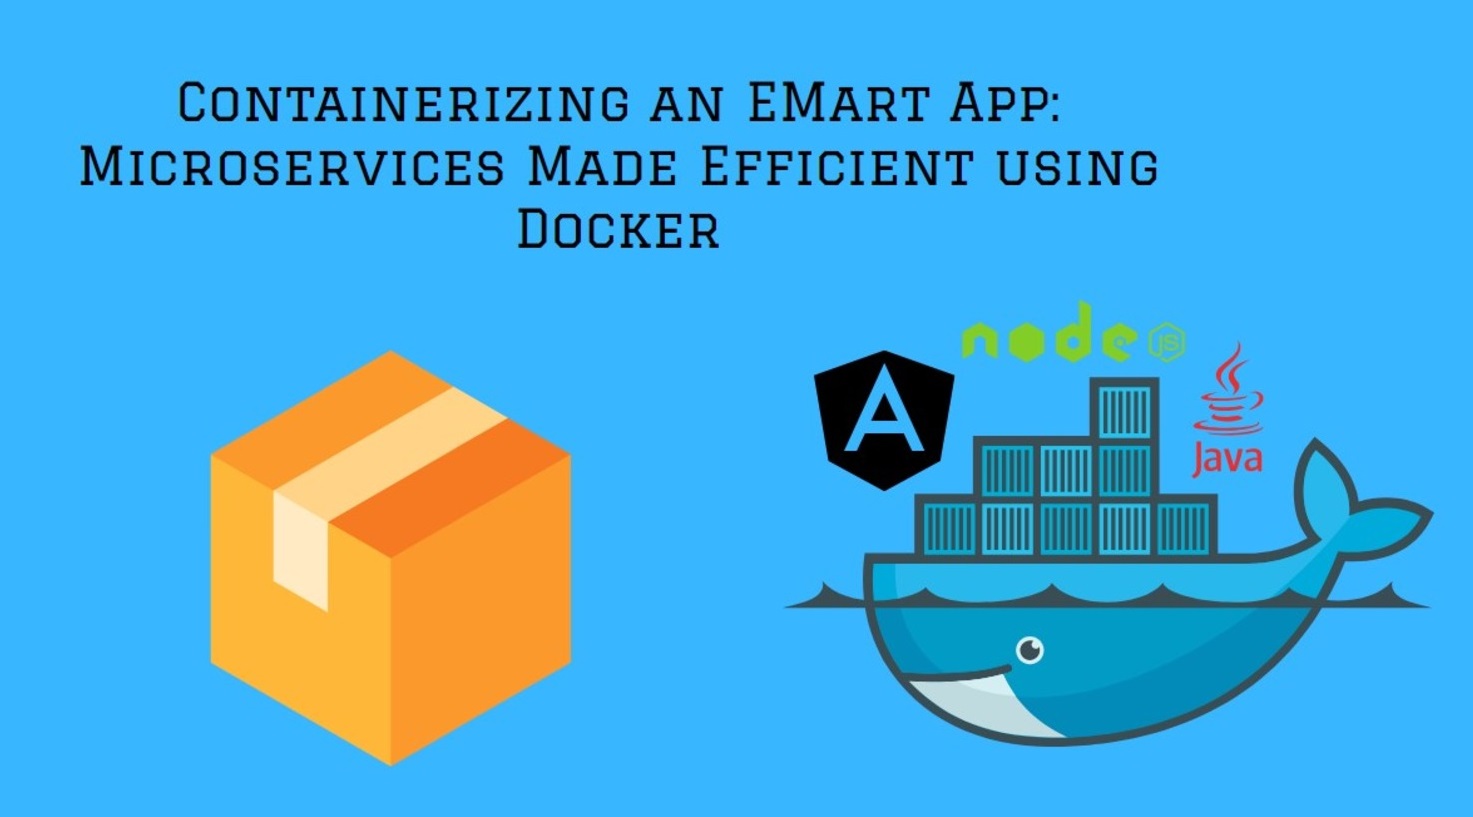 Containerizing an EMart App:
Microservices Made Efficient using
Docker
node
JS
A
Java